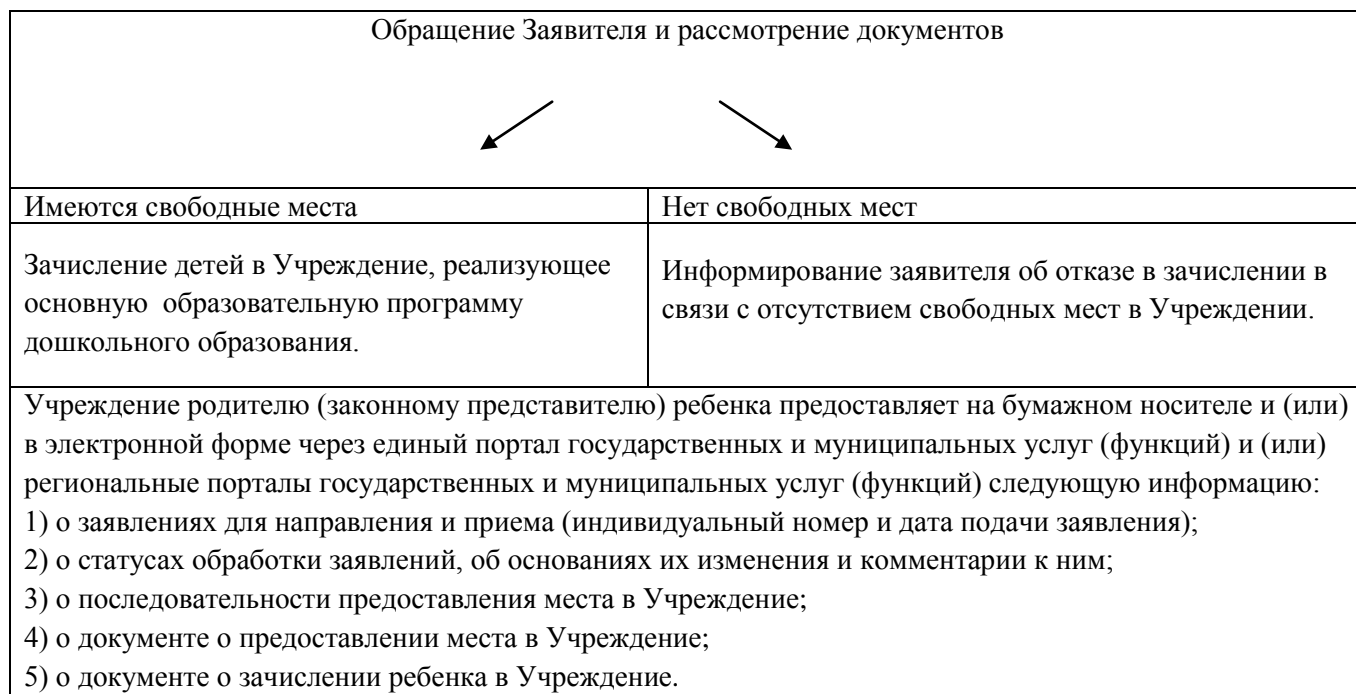 Обращение Заявителя и рассмотрение документов
Имеются свободные места
Нет свободных мест
Зачисление детей в Учреждение, реализующее
основную образовательную программу
дошкольного образования.
Информирование заявителя об отказе в зачислении в
связи с отсутствием свободных мест в Учреждении.
Учреждение родителю (законному представителю) ребенка предоставляет на бумажном носителе и (или)
в электронной форме через единый портал государственных и муниципальных услуг (функций) и (или)
региональные порталы государственных и муниципальных услуг (функций) следующую информацию:
1) о заявлениях для направления и приема (индивидуальный номер и дата подачи заявления);
2) о статусах обработки заявлений, об основаниях их изменения и комментарии к ним;
3) о последовательности предоставления места в Учреждение;
4) о документе о предоставлении места в Учреждение;
5) о документе о зачислении ребенка в Учреждение.